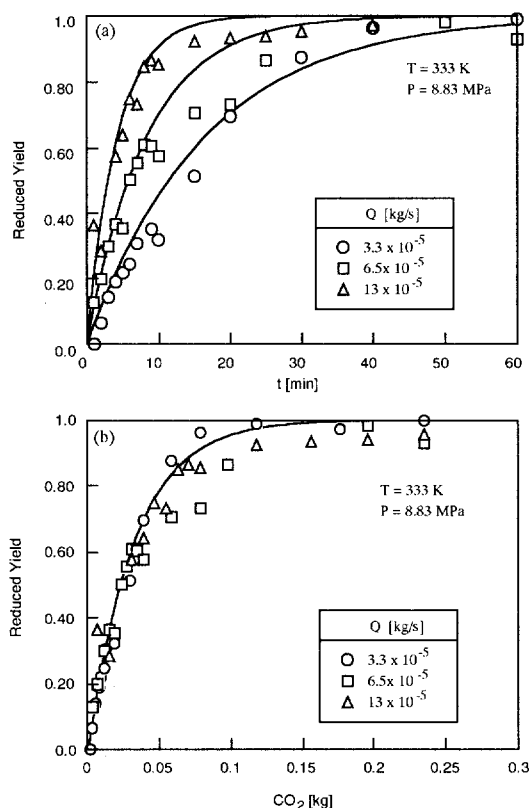 (a)
1.0
0.80
0.60
0.40
0.20
0.0
Reduced Yield
T = 333 K
P = 8.83 MPa
Q [kg/s]
3.3 x 10 -5
6.5x 10 -5
13 x 10 -5
0 10 20 30 40 50 60
t [min]
(b)
1.0
0.80
0.60
0.40
0.20
0.0
Reduced Yield
T = 333 K
P = 8.83 MPa
Q [kg/s]
3.3 x 10 -5
6.5x 10 -5
13 x 10 -5
0 0.05 0.1 0.15 0.2 0.25 0.3
CO2 [kg]